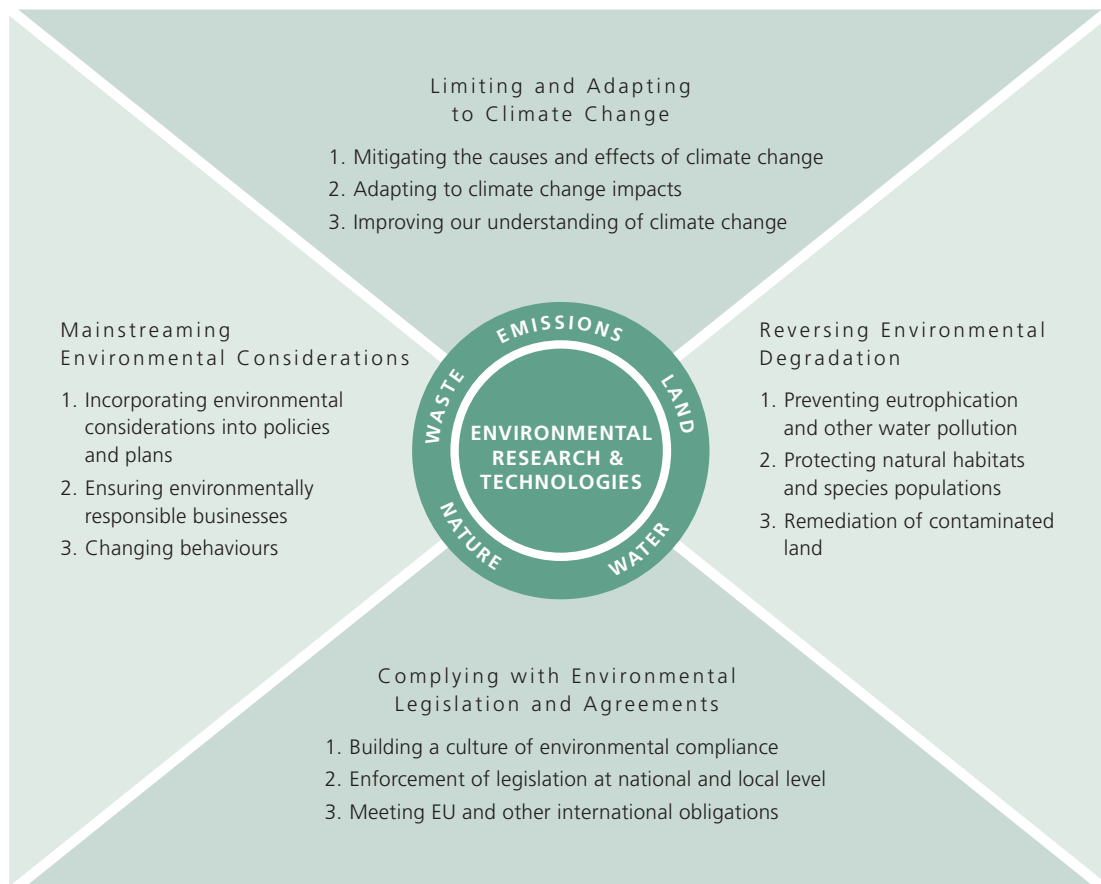 Limiting and Adapting
to Climate Change
1. Mitigating the causes and effects of climate change
2. Adapting to climate change impacts
3. Improving our understanding of climate change
Mainstreaming
Environmental Considerations
1. Incorporating environmental
considerations into policies
and plans
2. Ensuring environmentally
responsible businesses
3. Changing behaviours
EMISSIONS
WASTE
LAND
ENVIRONMENTAL
RESEARCH &
TECHNOLOGIES
NATURE
WATER
Reversing Environmental
Degradation
1. Preventing eutrophication
and other water pollution
2. Protecting natural habitats
and species populations
3. Remediation of contaminated
land
Complying with Environmental
Legislation and Agreements
1. Building a culture of environmental compliance
2. Enforcement of legislation at national and local level
3. Meeting EU and other international obligations